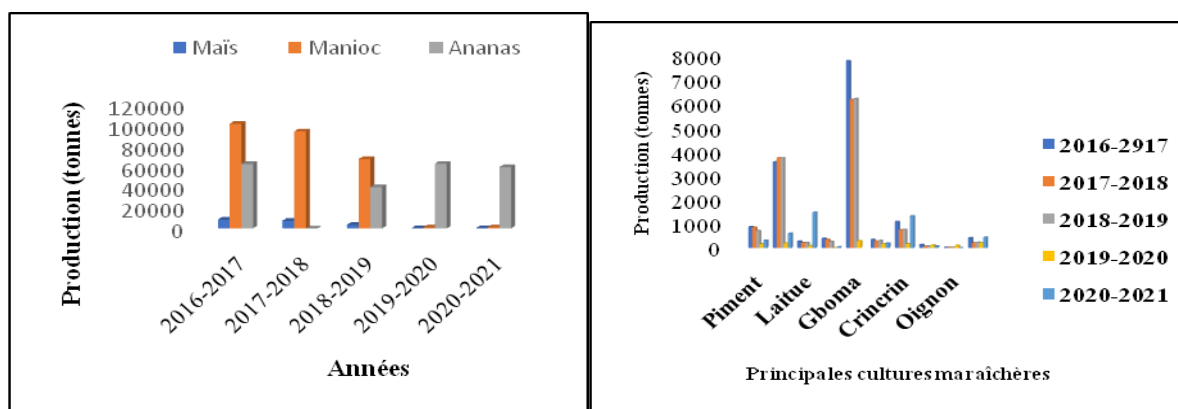 Maïs Manioc Ananas
Production (tonnes)
120000
100000
80000
60000
40000
20000
0
2016-2017
2017-2018
2018-2019
2019-2020
2020-2021
Années
Production (tonnes)
8000
7000
6000
5000
4000
3000
2000
1000
0
Piment
Laitue
Gboma
Crincrin
Oignon
Principales cultures maraîchères
2016-2917
2017-2018
2018-2019
2019-2020
2020-2021